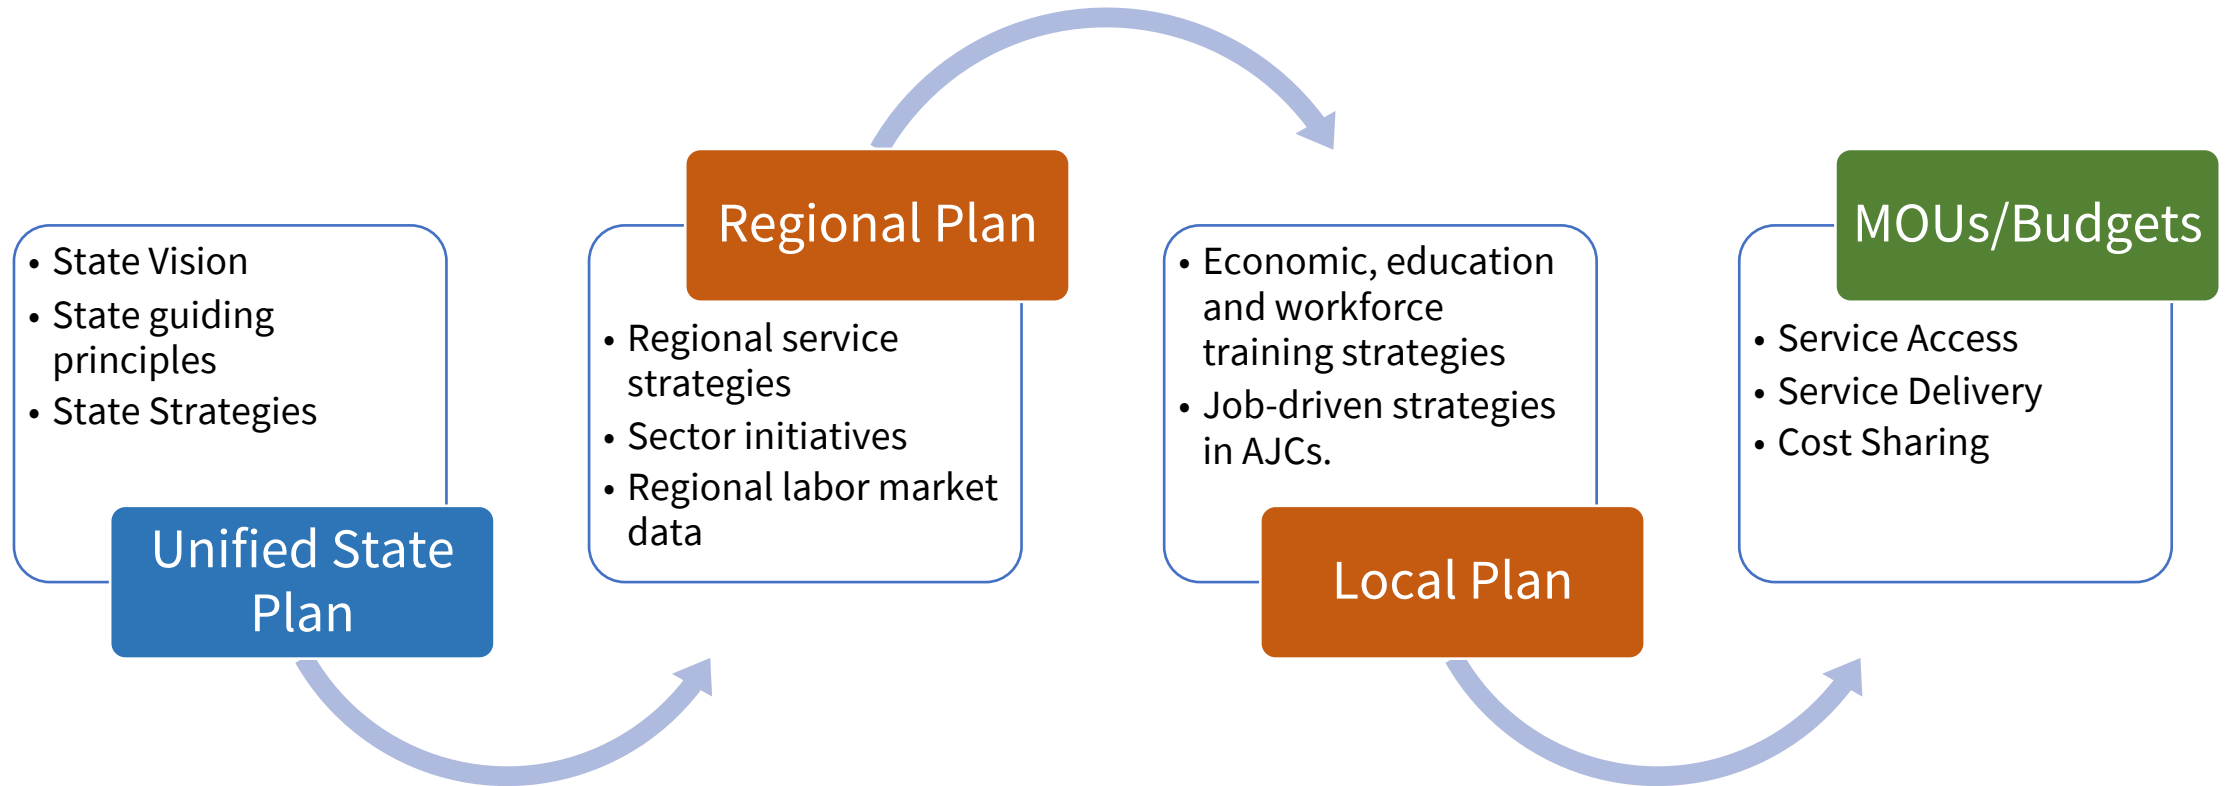 • State Vision
• State guiding
principles
• State Strategies
Unified State
Plan
Regional Plan
• Regional service
strategies
• Sector initiatives
• Regional labor market
data
• Economic, education
and workforce
training strategies
• Job-driven strategies
in AJCs.
Local Plan
MOUs/Budgets
• Service Access
• Service Delivery
• Cost Sharing